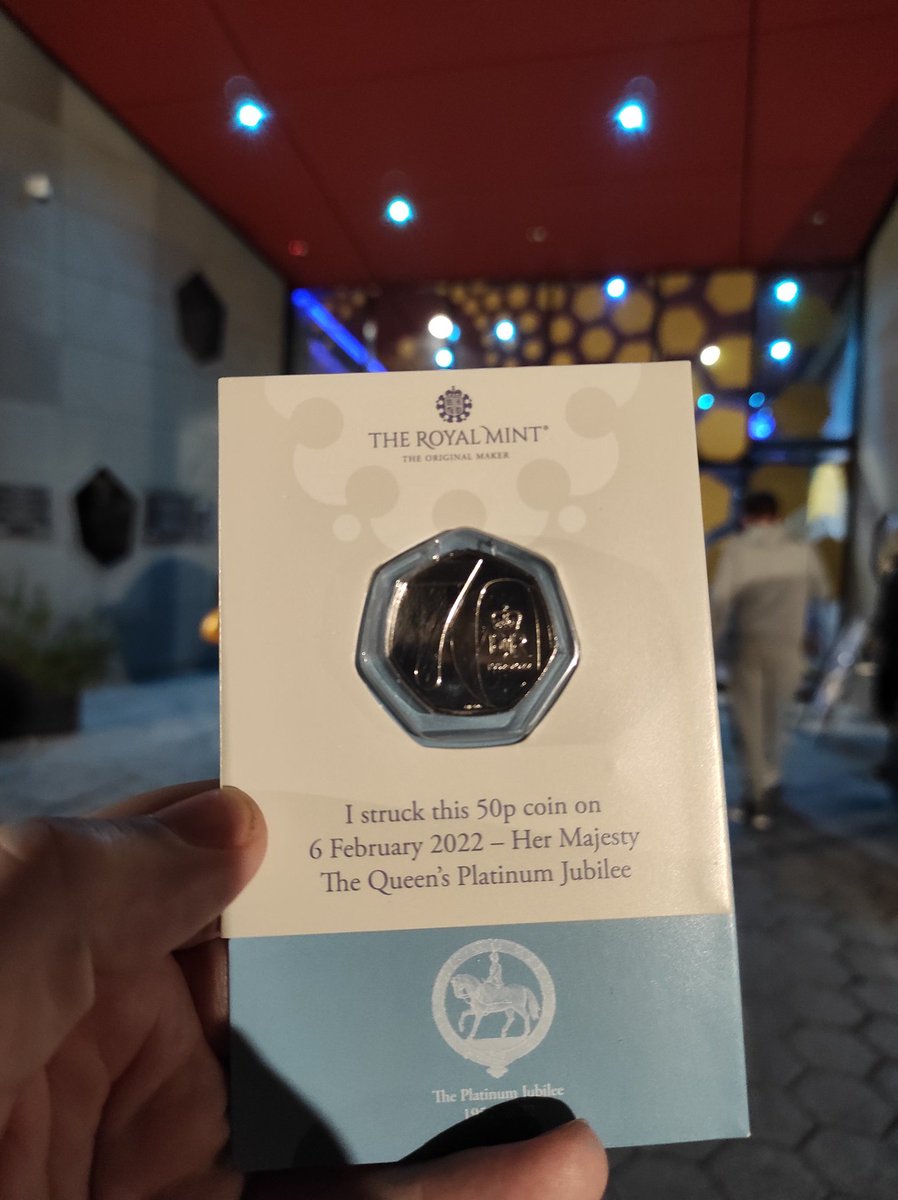 THE ROYAL MINT®
THE ORIGINAL MAKER
70
I struck this 50p coin on
6 February 2022 – Her Majesty
The Queen's Platinum Jubilee
The Platinum Jubilee